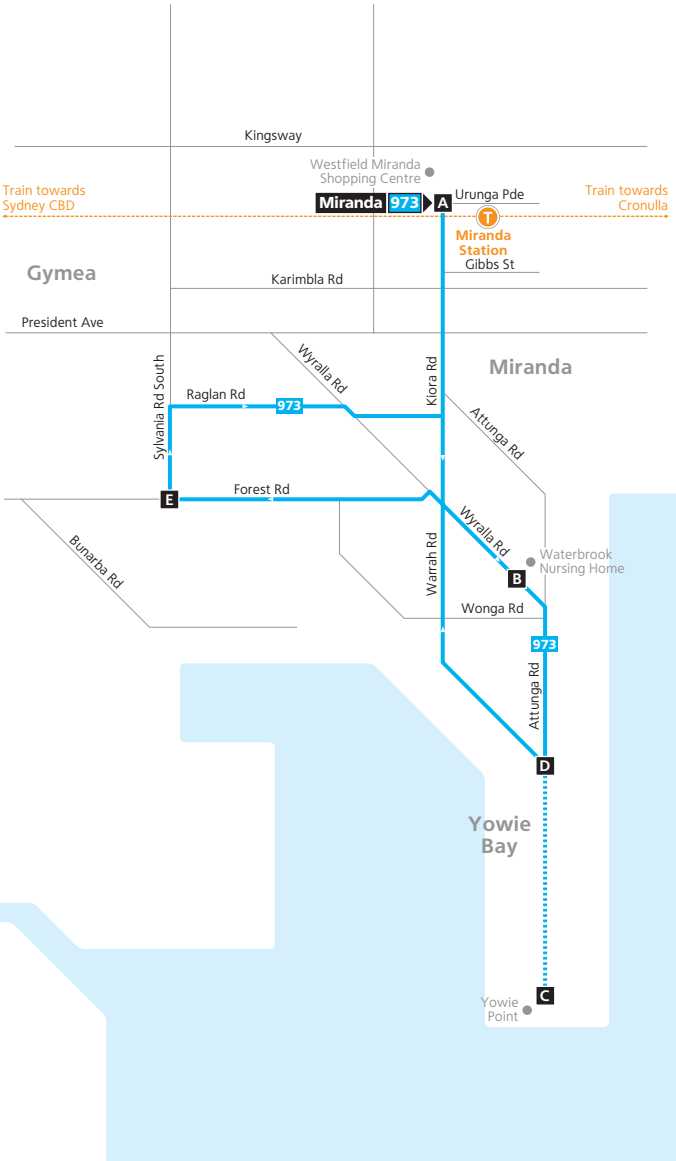 Kingsway
Westfield Miranda
Shopping Centre
Train towards
Sydney CBD
Miranda 973 A
Urunga Pde
Train towards
Cronulla
T
Miranda
Station
Gibbs St
Gymea
Karimbla Rd
President Ave
Miranda
Wyralla Rd
Kiora Rd
Sylvania Rd South
Raglan Rd
973
Attunga Rd
E
Forest Rd
Wyralla Rd
Bunarba Rd
Warrah Rd
Waterbrook
Nursing Home
B
Wonga Rd
973
Attunga Rd
D
Yowie
Bay
C
Yowie
Point